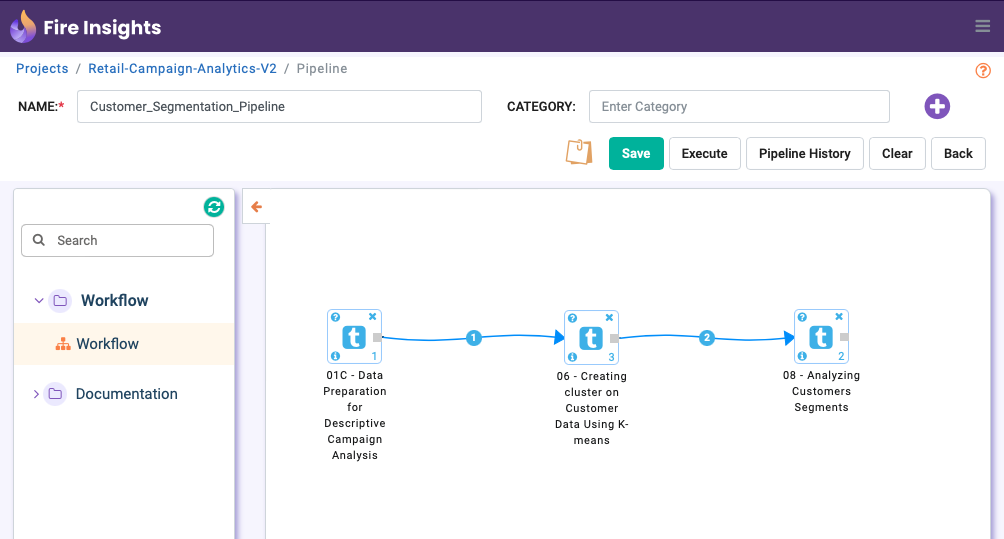 Fire Insights
Projects / Retail-Campaign-Analytics-V2 / Pipeline
NAME:* Customer_Segmentation_Pipeline CATEGORY: Enter Category
Save Execute Pipeline History Clear Back
Search
Workflow
Workflow
Documentation
t
1
01C - Data
Preparation
for
Descriptive
Campaign
Analysis
1
t
3
06 - Creating
cluster on
Customer
Data Using K-
means
2
t
2
08 - Analyzing
Customers
Segments